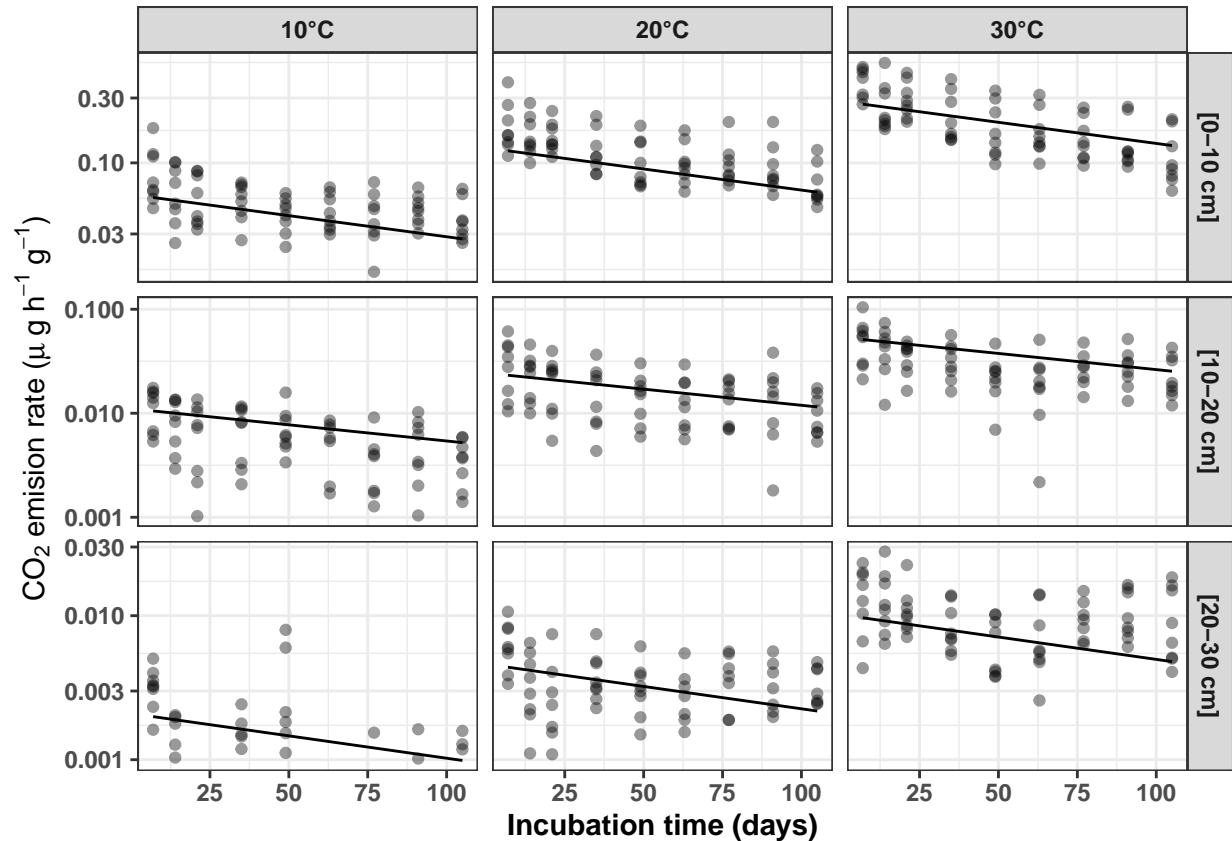 10°C 20°C 30°C
0.30
0.10
0.03
[0–10 cm]
0.100
0.010
0.001
[10–20 cm]
0.030
0.010
0.003
0.001
[20–30 cm]
CO₂ emission rate (μ g h⁻¹ g⁻¹)
25 50 75 100 25 50 75 100 25 50 75 100
Incubation time (days)